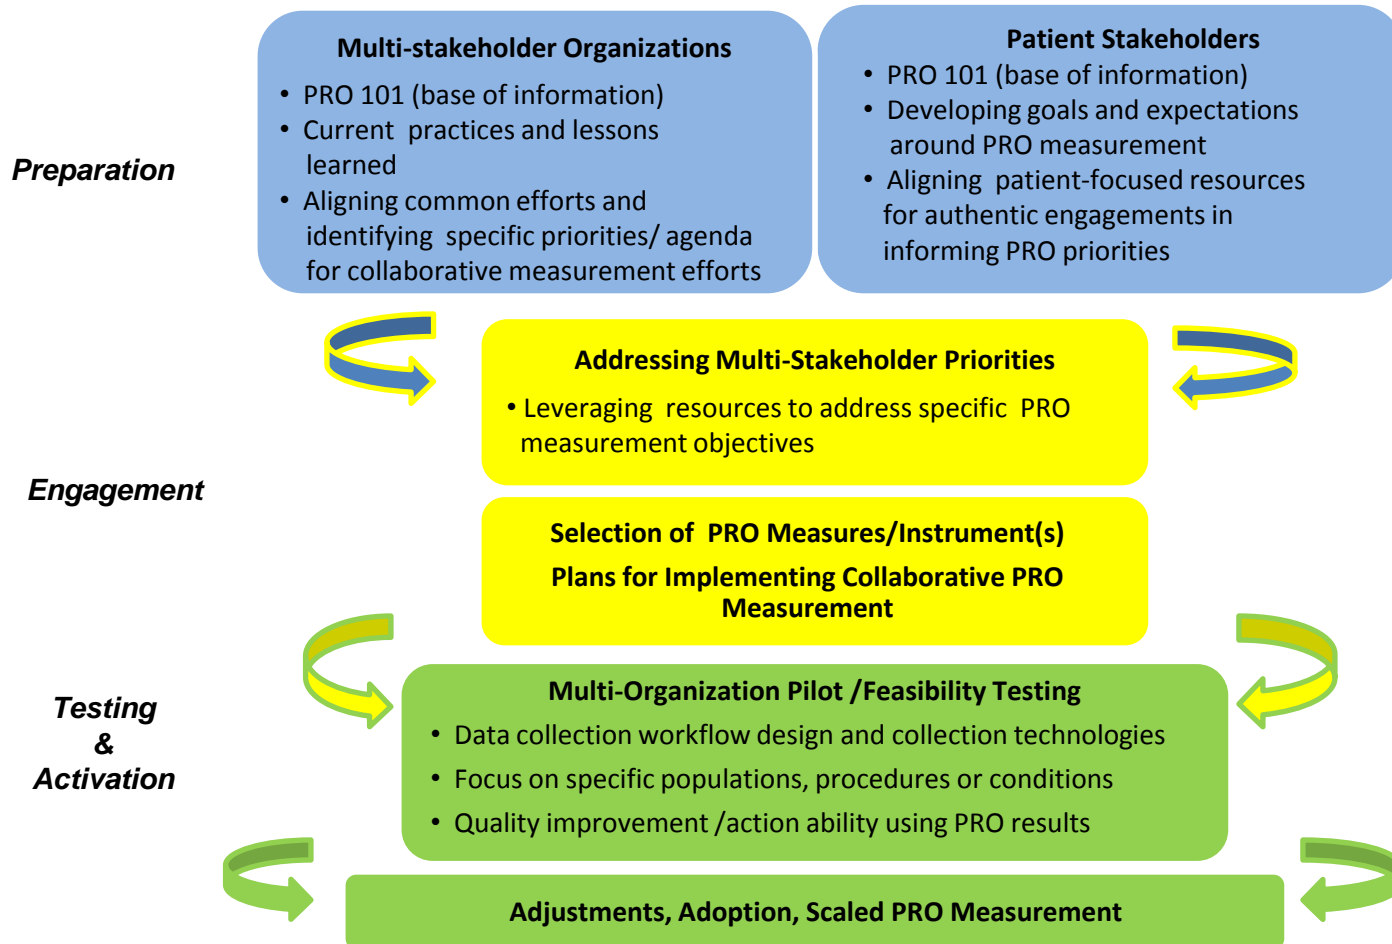 Multi-stakeholder Organizations
• PRO 101 (base of information)
• Current practices and lessons
learned
• Aligning common efforts and
identifying specific priorities/ agenda
for collaborative measurement efforts
Patient Stakeholders
• PRO 101 (base of information)
• Developing goals and expectations
around PRO measurement
• Aligning patient-focused resources
for authentic engagements in
informing PRO priorities
Preparation
Addressing Multi-Stakeholder Priorities
• Leveraging resources to address specific PRO
measurement objectives
Engagement
Selection of PRO Measures/Instrument(s)
Plans for Implementing Collaborative PRO
Measurement
Testing
&
Activation
Multi-Organization Pilot /Feasibility Testing
• Data collection workflow design and collection technologies
• Focus on specific populations, procedures or conditions
• Quality improvement /action ability using PRO results
Adjustments, Adoption, Scaled PRO Measurement